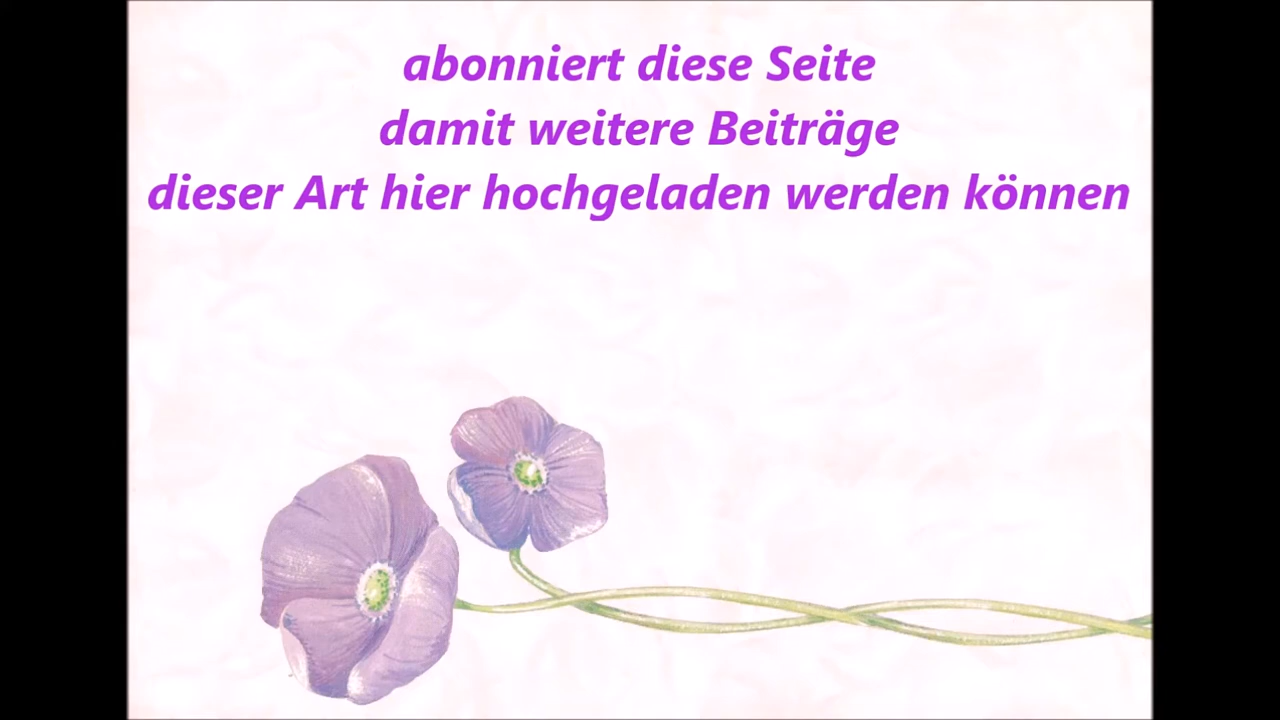 abonniert diese Seite
damit weitere Beiträge
dieser Art hier hochgeladen werden können